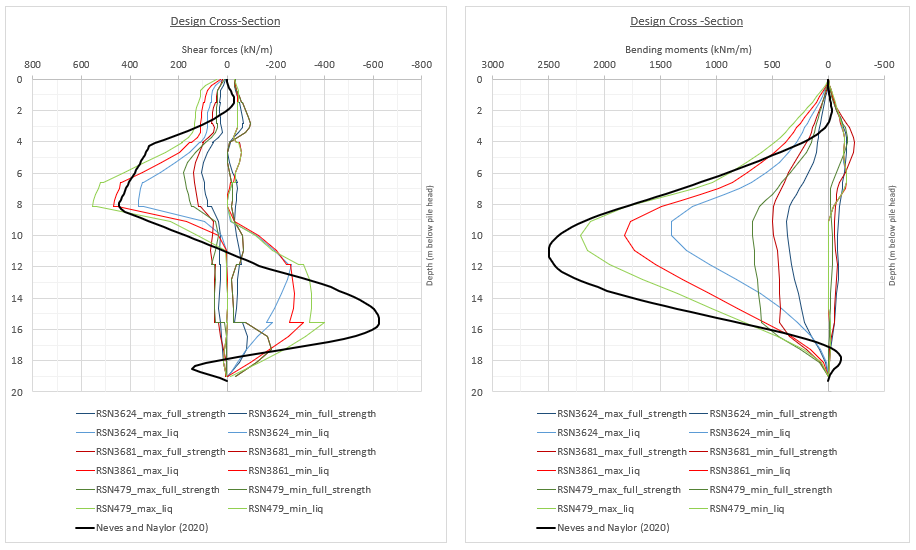 Design Cross-Section
Shear forces (kN/m)
800 600 400 200 0 -200 -400 -600 -800
0
2
4
6
8
10
12
14
16
18
20
Depth (m below pile head)
RSN3624_max_full_strength RSN3624_min_full_strength
RSN3624_max_liq RSN3624_min_liq
RSN3681_max_full_strength RSN3681_min_full_strength
RSN3861_max_liq RSN3861_min_liq
RSN479_max_full_strength RSN479_min_full_strength
RSN479_max_liq RSN479_min_liq
Neves and Naylor (2020)
Design Cross -Section
Bending moments (kNm/m)
3000 2500 2000 1500 1000 500 0 -500
0
2
4
6
8
10
12
14
16
18
20
Depth (m below pile head)
RSN3624_max_full_strength RSN3624_min_full_strength
RSN3624_max_liq RSN3624_min_liq
RSN3681_max_full_strength RSN3681_min_full_strength
RSN3861_max_liq RSN3861_min_liq
RSN479_max_full_strength RSN479_min_full_strength
RSN479_max_liq RSN479_min_liq
Neves and Naylor (2020)